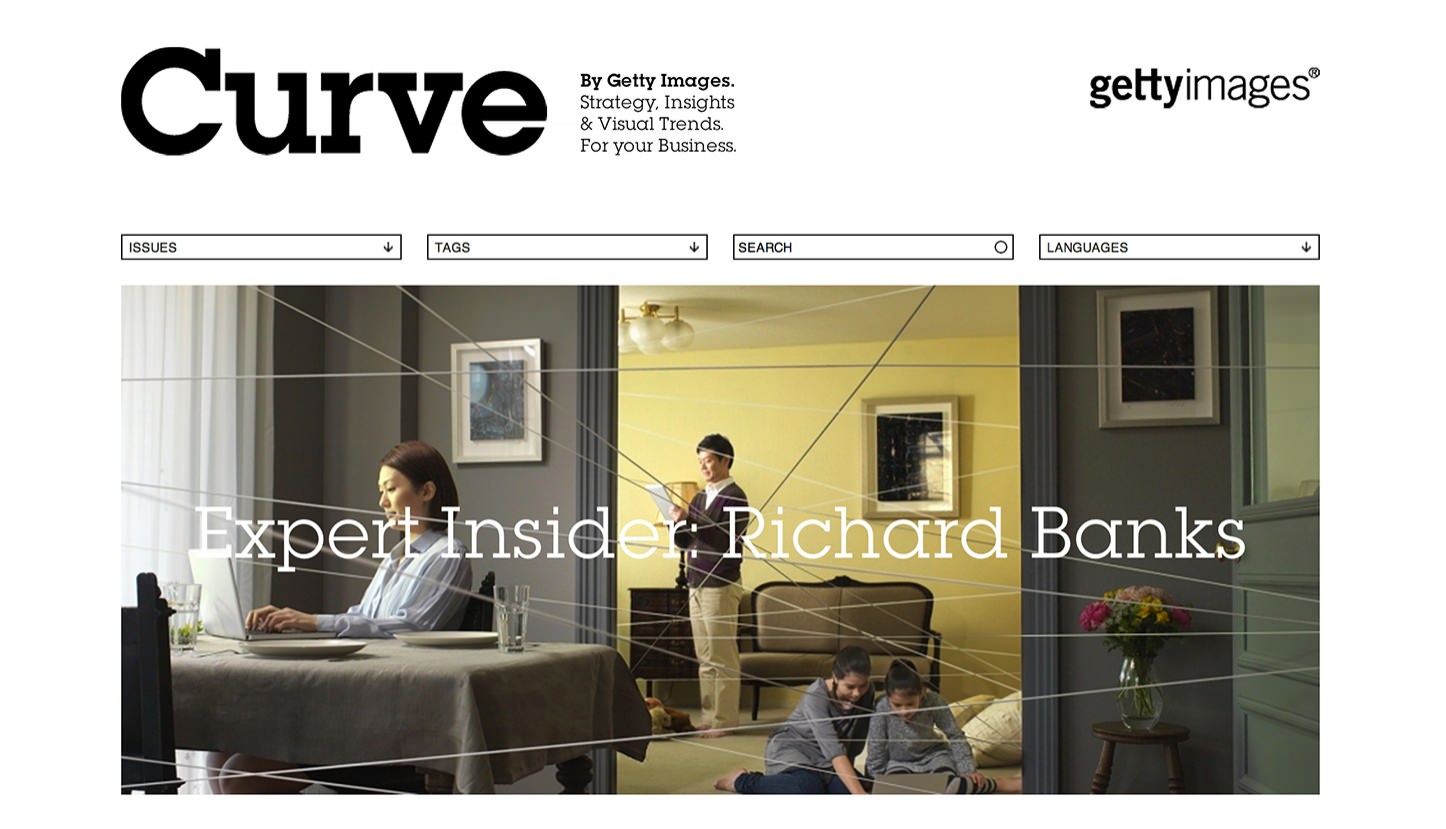 Curve
By Getty Images.
Strategy, Insights
& Visual Trends.
For your Business.
gettyimages®
ISSUES
TAGS
SEARCH
LANGUAGES
Expert Insider: Richard Banks